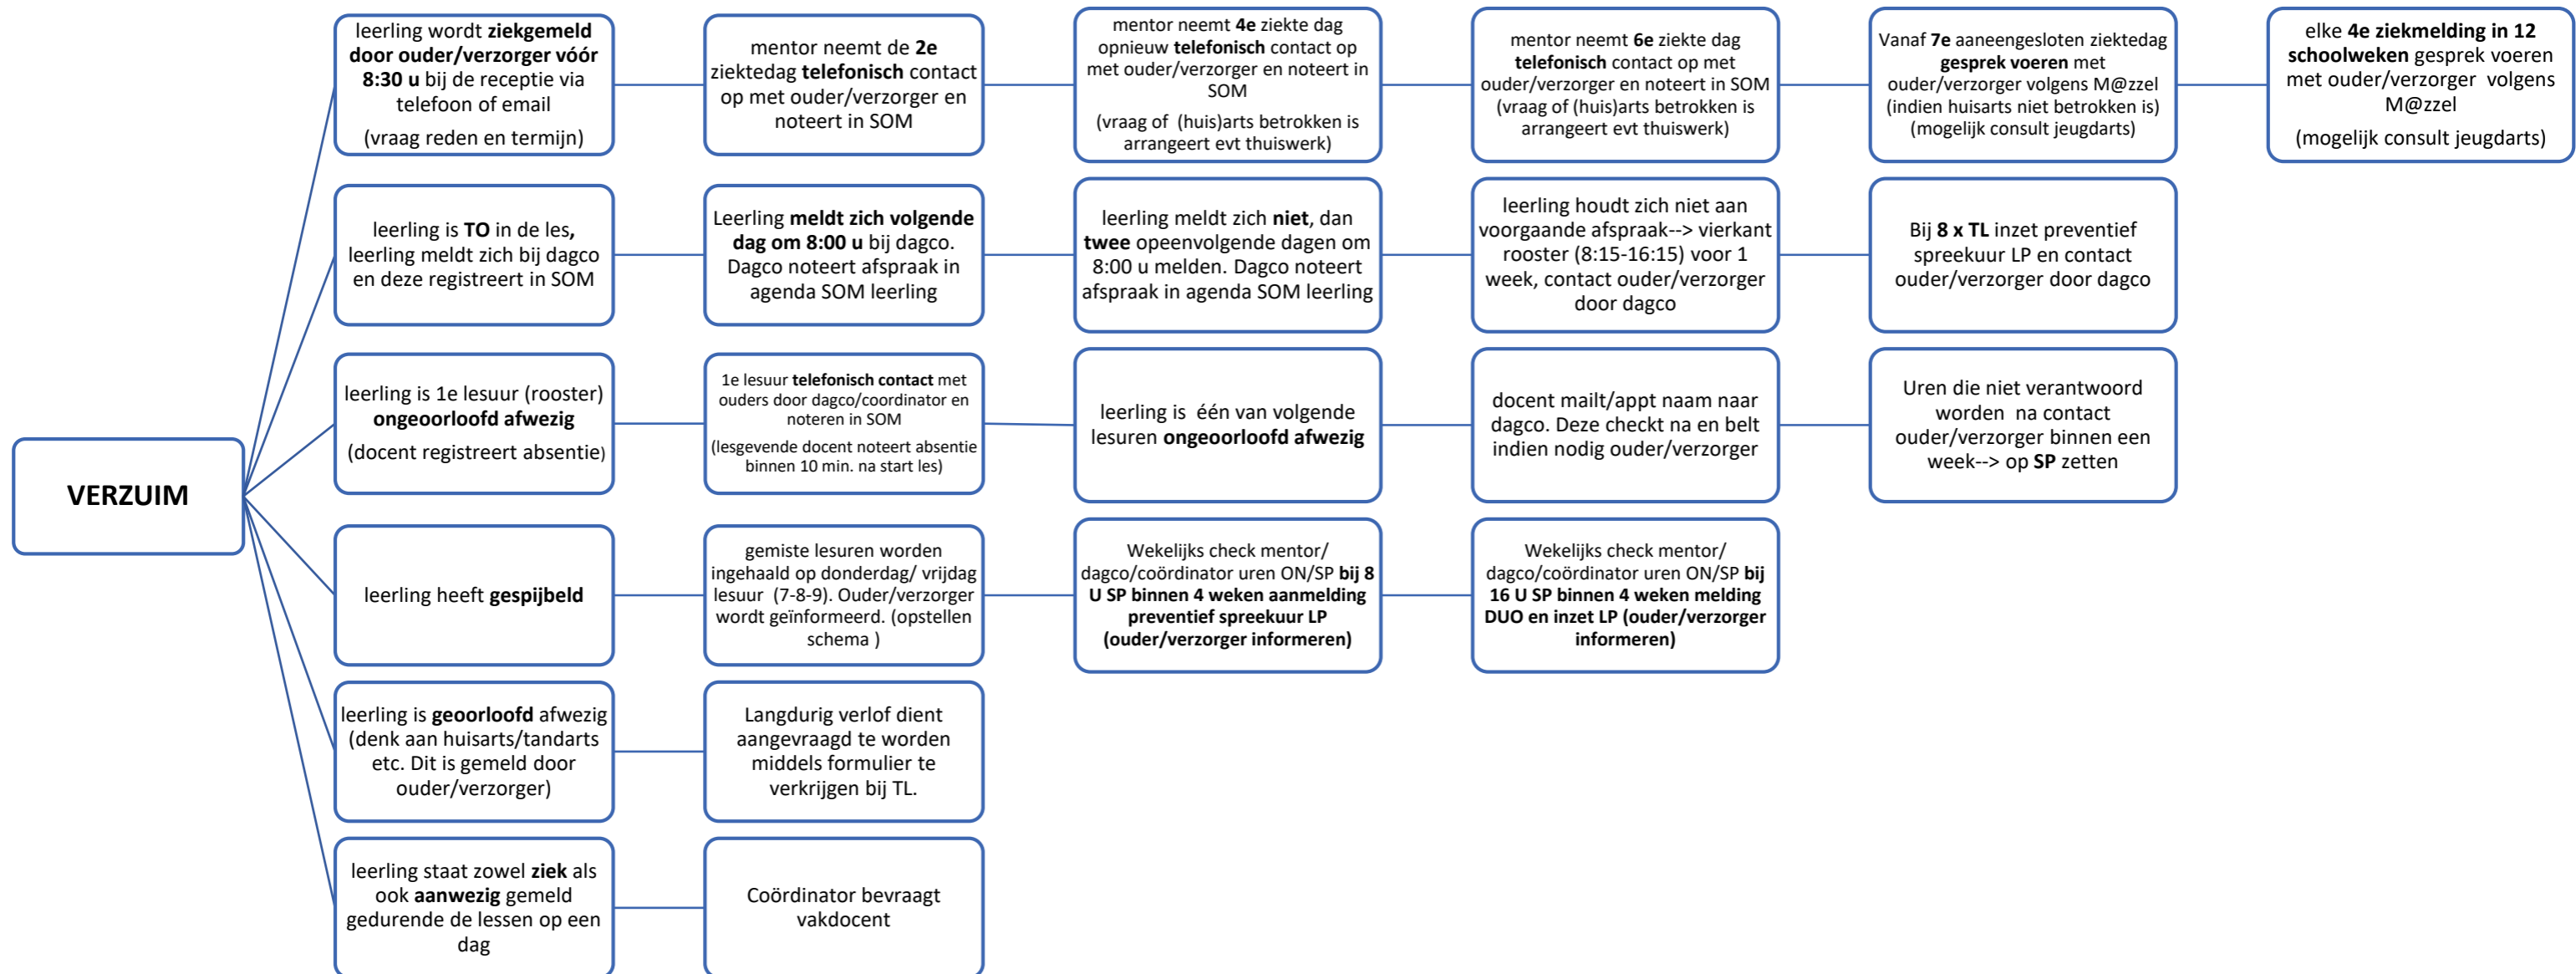 VERZUIM
leerling wordt ziekgemeld
door ouder/verzorger vóór
8:30 u bij de receptie via
telefoon of email
(vraag reden en termijn)
mentor neemt de 2e
ziektedag telefonisch contact
op met ouder/verzorger en
noteert in SOM
mentor neemt 4e ziekte dag
opnieuw telefonisch contact op
met ouder/verzorger en noteert in
SOM
(vraag of (huis)arts betrokken is
arrangeert evt thuiswerk)
mentor neemt 6e ziekte dag
telefonisch contact op met
ouder/verzorger en noteert in SOM
(vraag of (huis)arts betrokken is
arrangeert evt thuiswerk)
Vanaf 7e aaneengesloten ziektedag
gesprek voeren met
ouder/verzorger volgens M@zzel
(indien huisarts niet betrokken is)
(mogelijk consult jeugdarts)
elke 4e ziekmelding in 12
schoolweken gesprek voeren
met ouder/verzorger volgens
M@zzel
(mogelijk consult jeugdarts)
leerling is TO in de les,
leerling meldt zich bij dagco
en deze registreert in SOM
Leerling meldt zich volgende
dag om 8:00 u bij dagco.
Dagco noteert afspraak in
agenda SOM leerling
leerling meldt zich niet, dan
twee opeenvolgende dagen om
8:00 u melden. Dagco noteert
afspraak in agenda SOM leerling
leerling houdt zich niet aan
voorgaande afspraak--> vierkant
rooster (8:15-16:15) voor 1
week, contact ouder/verzorger
door dagco
Bij 8 x TL inzet preventief
spreekuur LP en contact
ouder/verzorger door dagco
leerling is 1e lesuur (rooster)
ongeoorloofd afwezig
(docent registreert absentie)
1e lesuur telefonisch contact met
ouders door dagco/coordinator en
noteren in SOM
(lesgevende docent noteert absentie
binnen 10 min. na start les)
leerling is één van volgende
lesuren ongeoorloofd afwezig
docent mailt/appt naam naar
dagco. Deze checkt na en belt
indien nodig ouder/verzorger
Uren die niet verantwoord
worden na contact
ouder/verzorger binnen een
week--> op SP zetten
leerling heeft gespijbeld
gemiste lesuren worden
ingehaald op donderdag/ vrijdag
lesuur (7-8-9). Ouder/verzorger
wordt geïnformeerd. (opstellen
schema )
Wekelijks check mentor/
dagco/coördinator uren ON/SP bij 8
U SP binnen 4 weken aanmelding
preventief spreekuur LP
(ouder/verzorger informeren)
Wekelijks check mentor/
dagco/coördinator uren ON/SP bij
16 U SP binnen 4 weken melding
DUO en inzet LP (ouder/verzorger
informeren)
leerling is geoorloofd afwezig
(denk aan huisarts/tandarts
etc. Dit is gemeld door
ouder/verzorger)
Langdurig verlof dient
aangevraagd te worden
middels formulier te
verkrijgen bij TL.
leerling staat zowel ziek als
ook aanwezig gemeld
gedurende de lessen op een
dag
Coördinator bevraagt
vakdocent